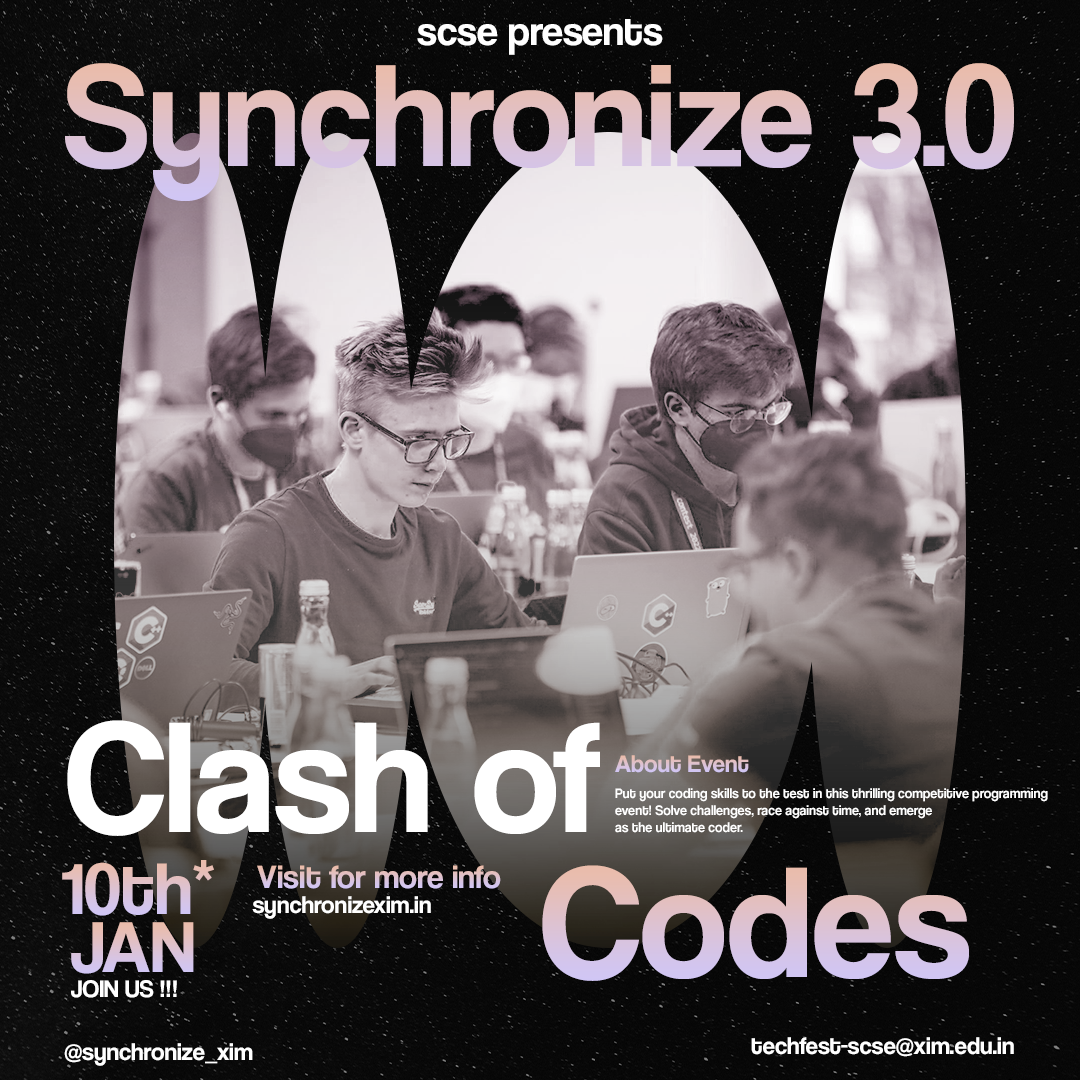 scse presents
Synchronize 3.0
Clash of
About Event
Put your coding skills to the test in this thrilling competitive programming
event! Solve challenges, race against time, and emerge
as the ultimate coder.
10th*
JAN
JOIN US !!!
Visit for more info
synchronizexim.in
Codes
@synchronize_xim
techfest-scse@xim.edu.in